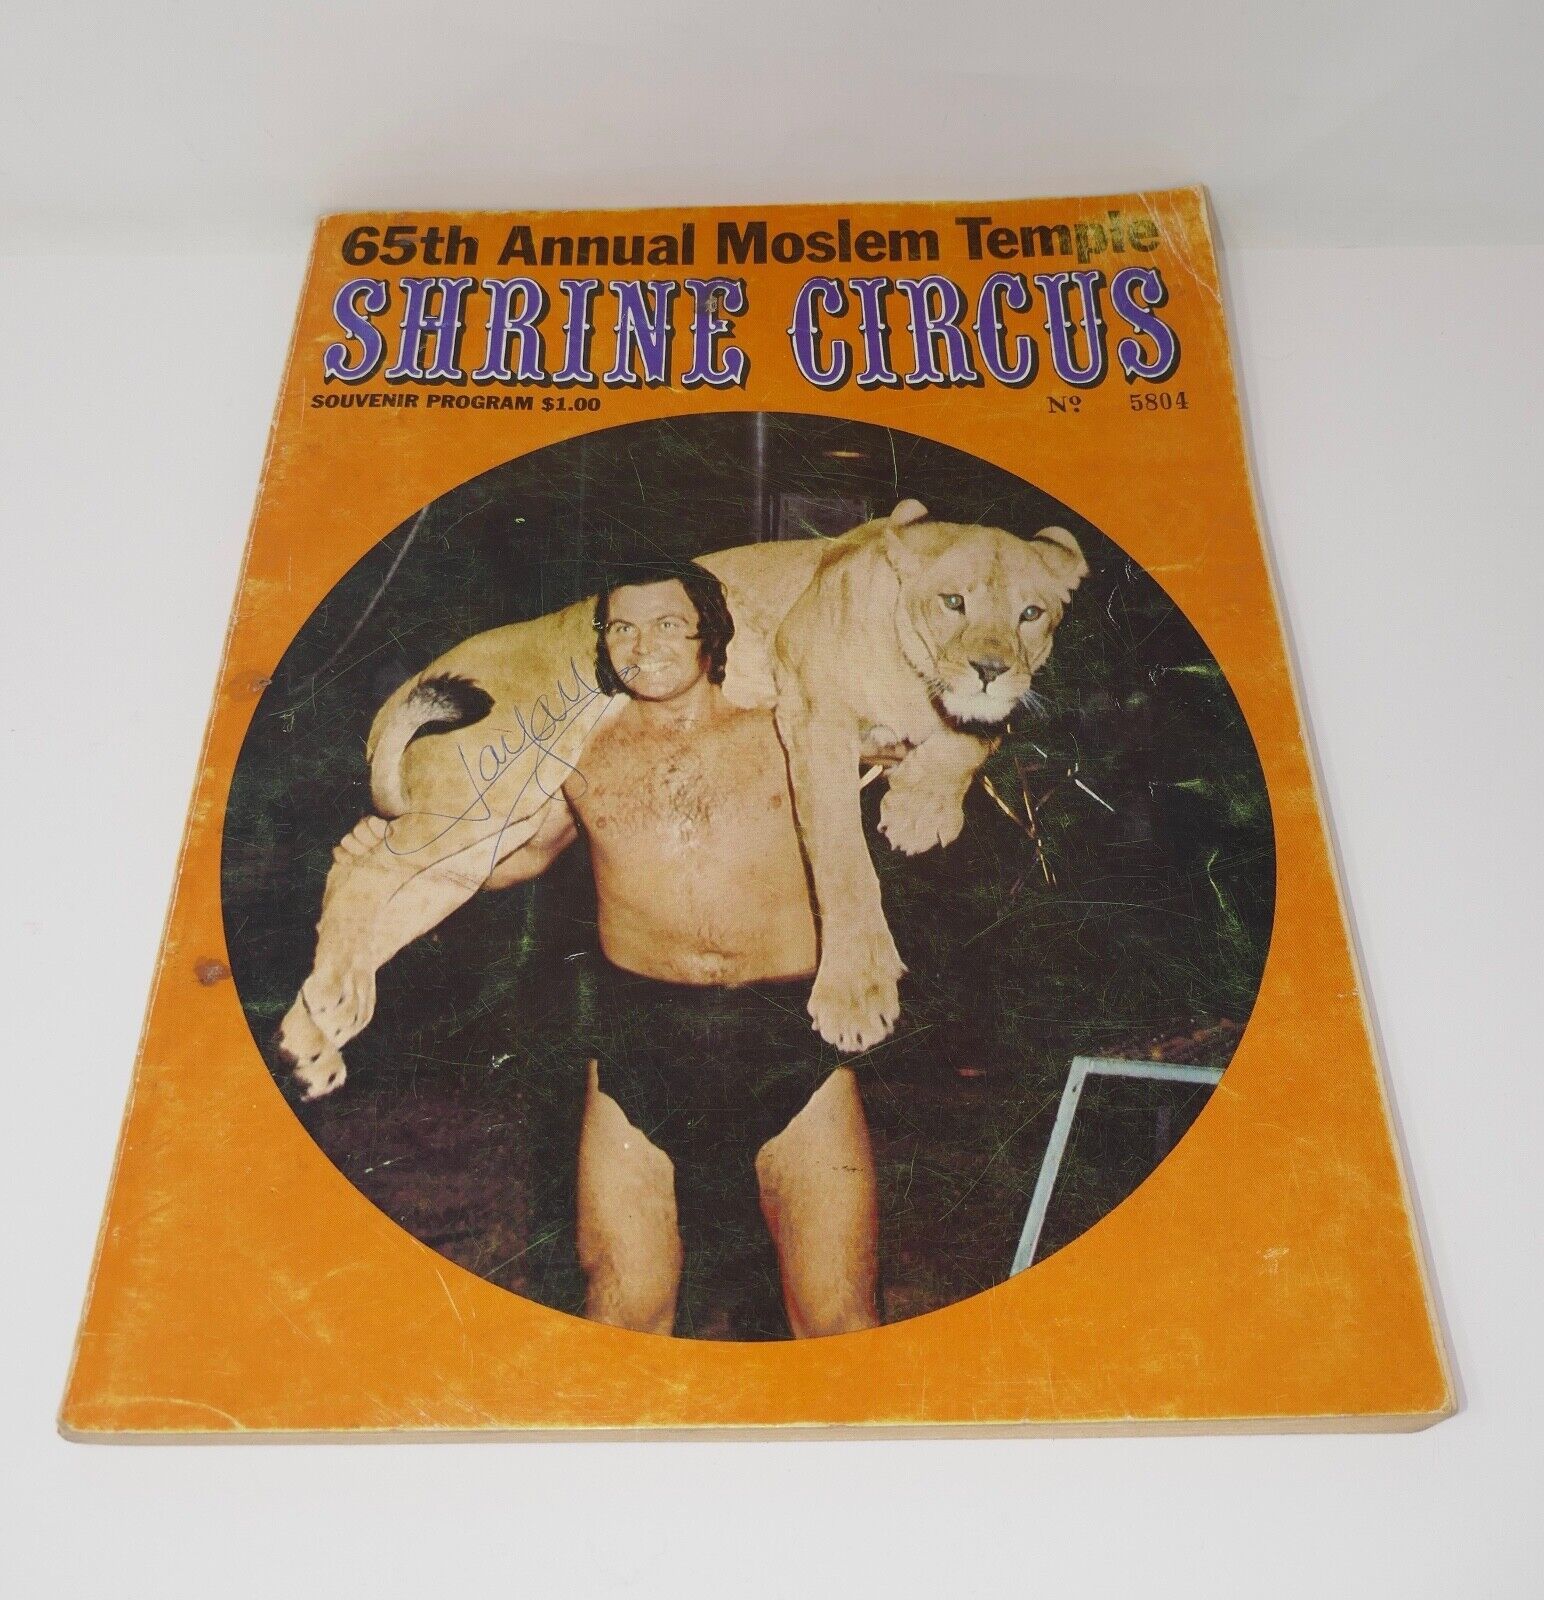 65th Annual Moslem Temple
SHRINE CIRCUS
SOUVENIR PROGRAM $1.00
Nº 5804